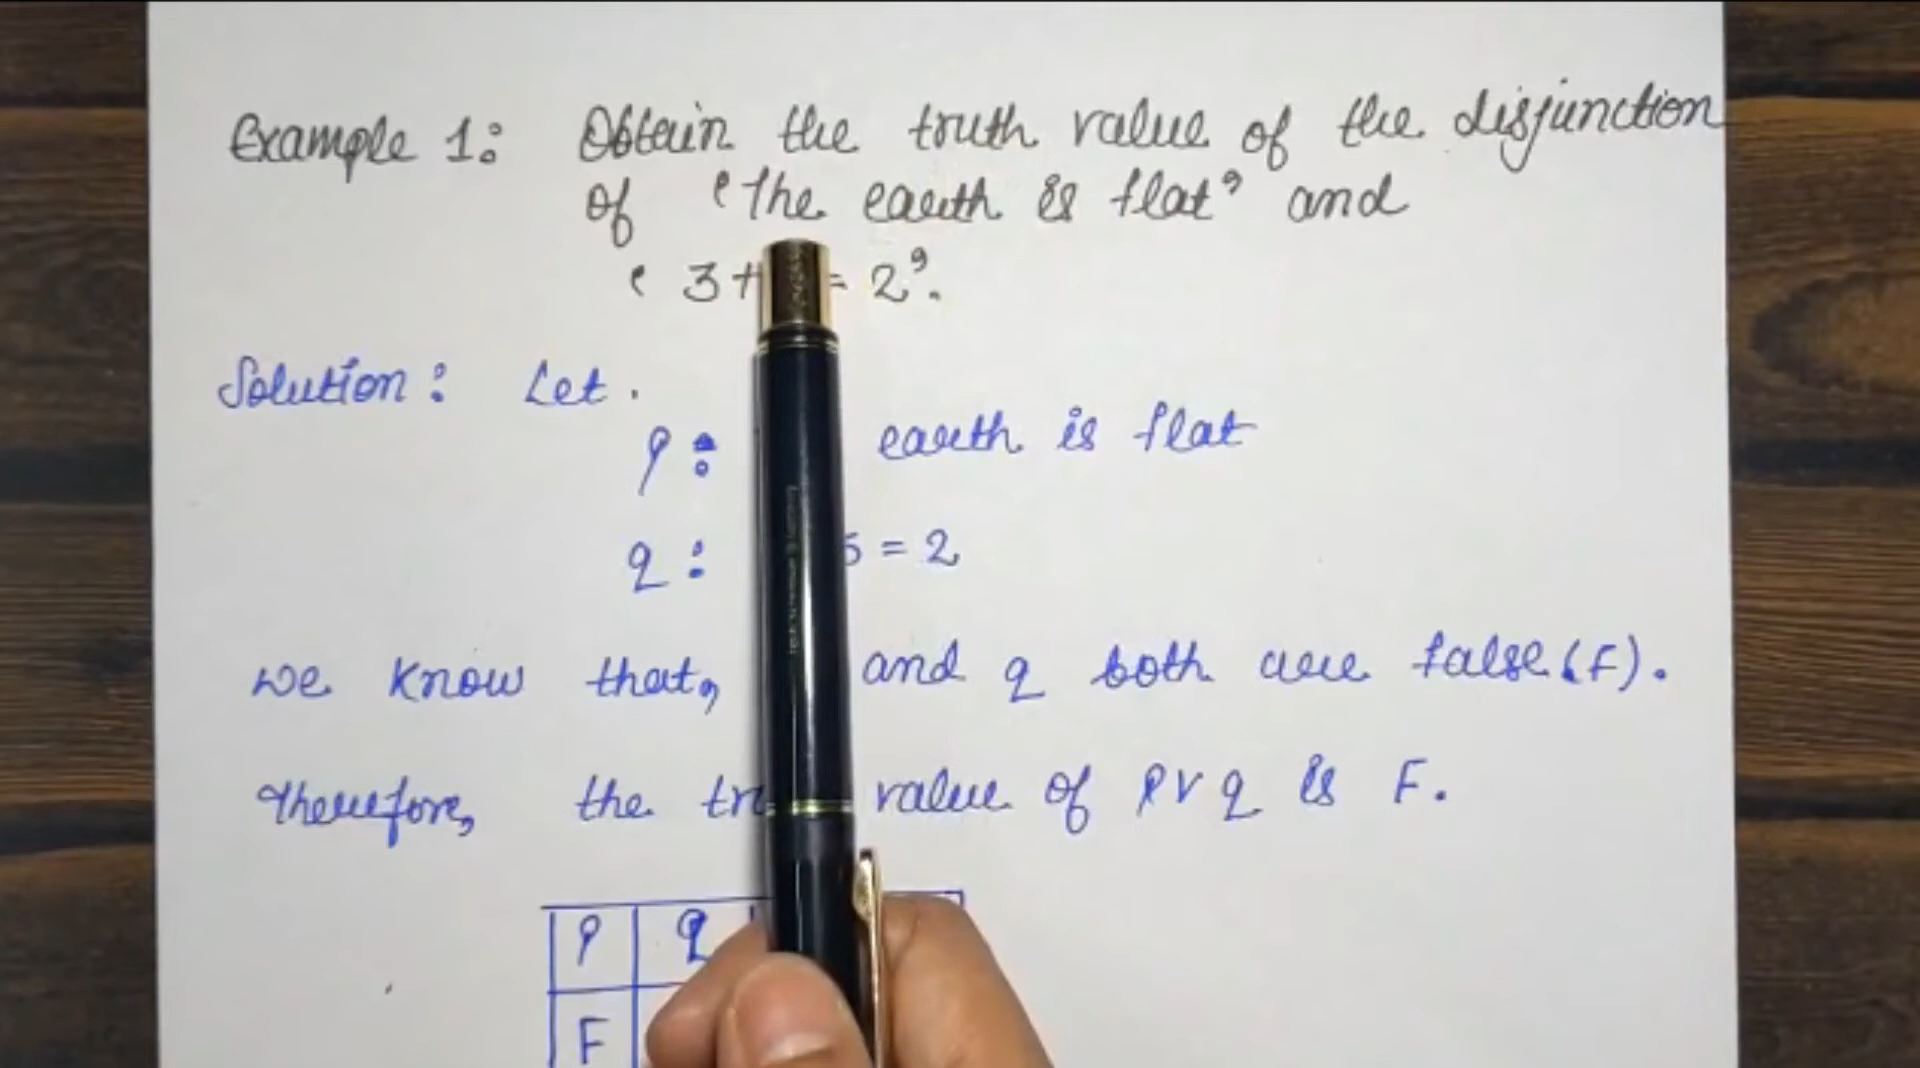 Example 1: Obtain the truth value of the disjunction
of 'The earth is flat' and
' 3+ = 2'.
Solution: Let.
p: earth is flat
q: 5 = 2
we know that, and q both are false(F).
Therefore, the value of p∨q is F.
p q
F